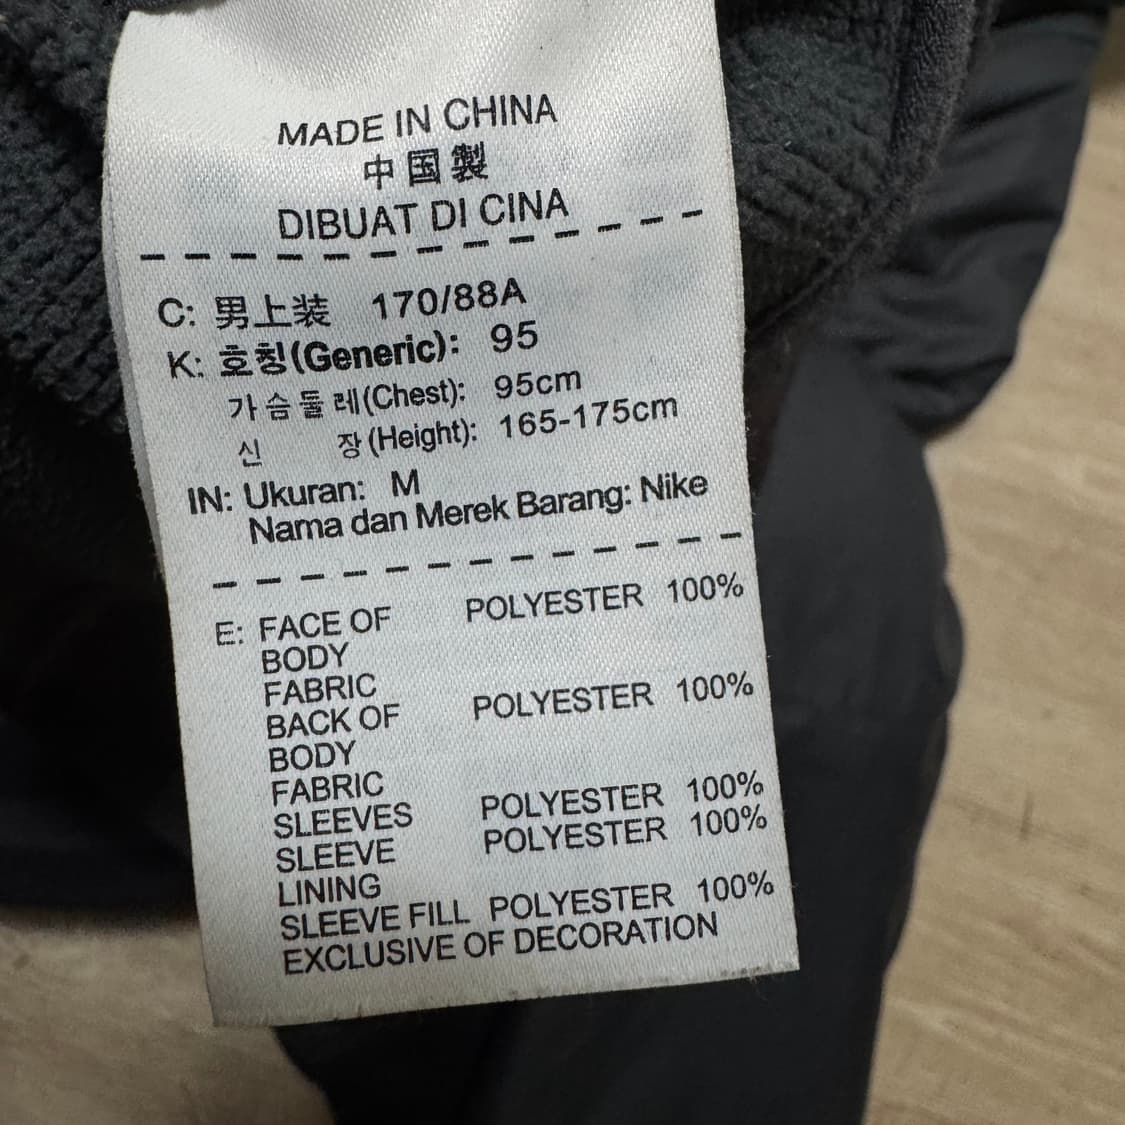 MADE IN CHINA
中国製
DIBUAT DI CINA
C: 男上装 170/88A
K: 호칭(Generic): 95
가슴둘레(Chest): 95cm
신 장(Height): 165-175cm
IN: Ukuran: M
Nama dan Merek Barang: Nike
E: FACE OF POLYESTER 100%
BODY
FABRIC
BACK OF POLYESTER 100%
BODY
FABRIC
SLEEVES POLYESTER 100%
SLEEVE POLYESTER 100%
LINING
SLEEVE FILL POLYESTER 100%
EXCLUSIVE OF DECORATION